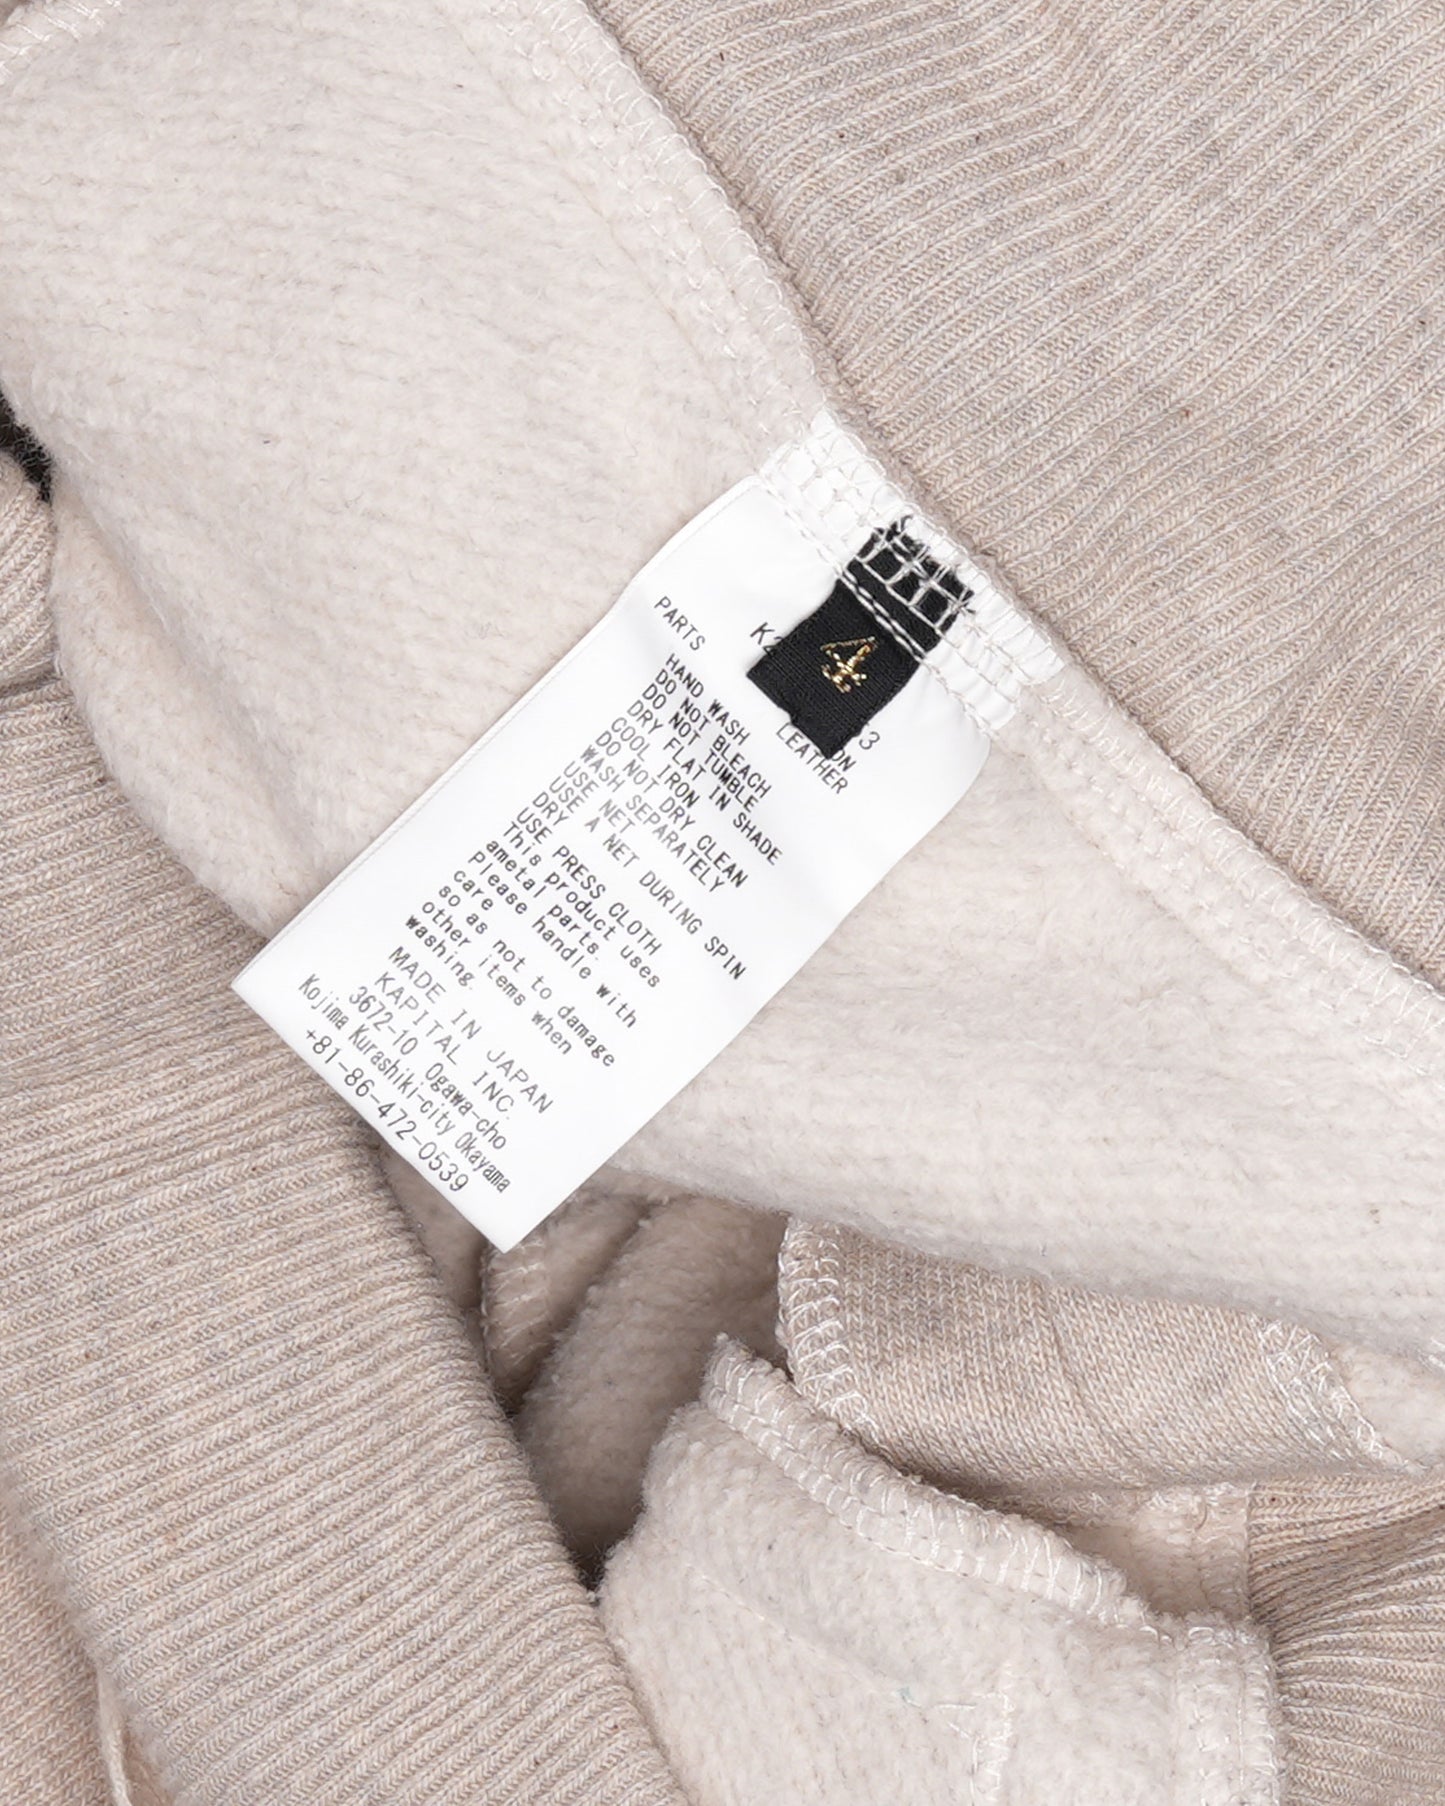 4
PARTS LEATHER
HAND WASH
DO NOT BLEACH
DO NOT TUMBLE
DRY FLAT IN SHADE
COOL IRON
DO NOT DRY CLEAN
WASH SEPARATELY
USE NET
USE A NET DURING SPIN
DRY
USE PRESS CLOTH
This product uses
ametal parts.
Please handle with
care
so as not to damage
other items when
washing.
MADE IN JAPAN
KAPITAL INC.
3672-10 Ogawa-cho
Kojima Kurashiki-city Okayama
+81-86-472-0539